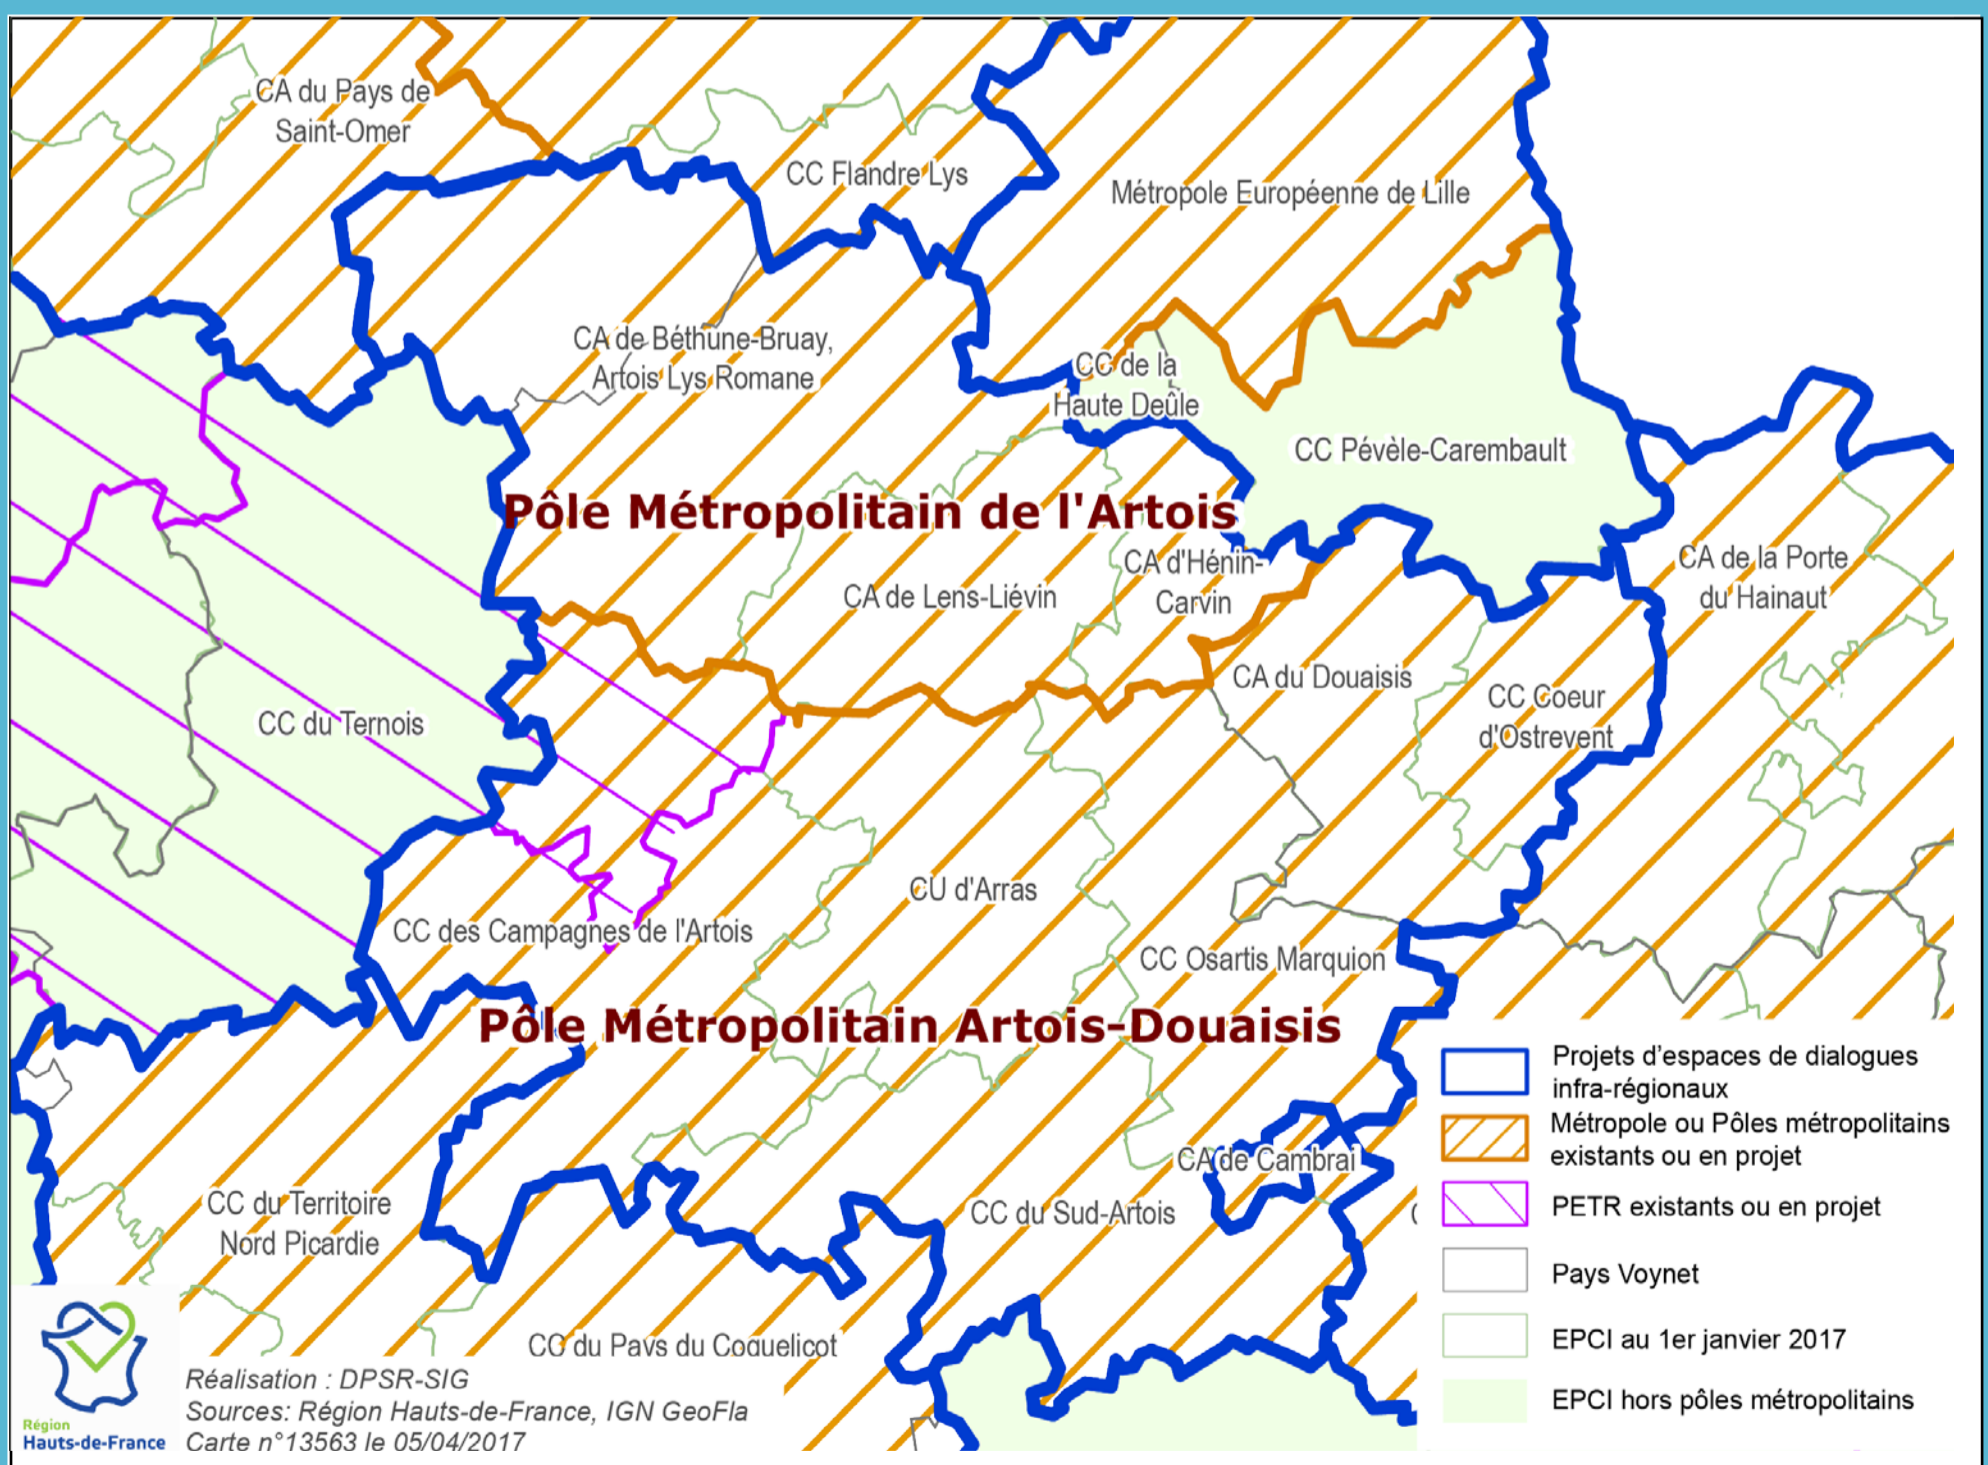 CA du Pays de
Saint-Omer
CC Flandre Lys
Métropole Européenne de Lille
CA de Béthune-Bruay,
Artois Lys Romane
CC de la
Haute Deûle
CC Pévèle-Carembault
Pôle Métropolitain de l'Artois
CA d'Hénin-
Carvin
CA de Lens-Liévin
CA de la Porte
du Hainaut
CA du Douaisis
CC Coeur
d'Ostrevent
CC du Ternois
CU d'Arras
CC des Campagnes de l'Artois
CC Osartis Marquion
Pôle Métropolitain Artois-Douaisis
CA de Cambrai
CC du Sud-Artois
CC du Territoire
Nord Picardie
CC du Pays du Coquelicot
Projets d’espaces de dialogues
infra-régionaux
Métropole ou Pôles métropolitains
existants ou en projet
PETR existants ou en projet
Pays Voynet
EPCI au 1er janvier 2017
EPCI hors pôles métropolitains
Réalisation : DPSR-SIG
Sources: Région Hauts-de-France, IGN GeoFla
Carte n°13563 le 05/04/2017
Région
Hauts-de-France